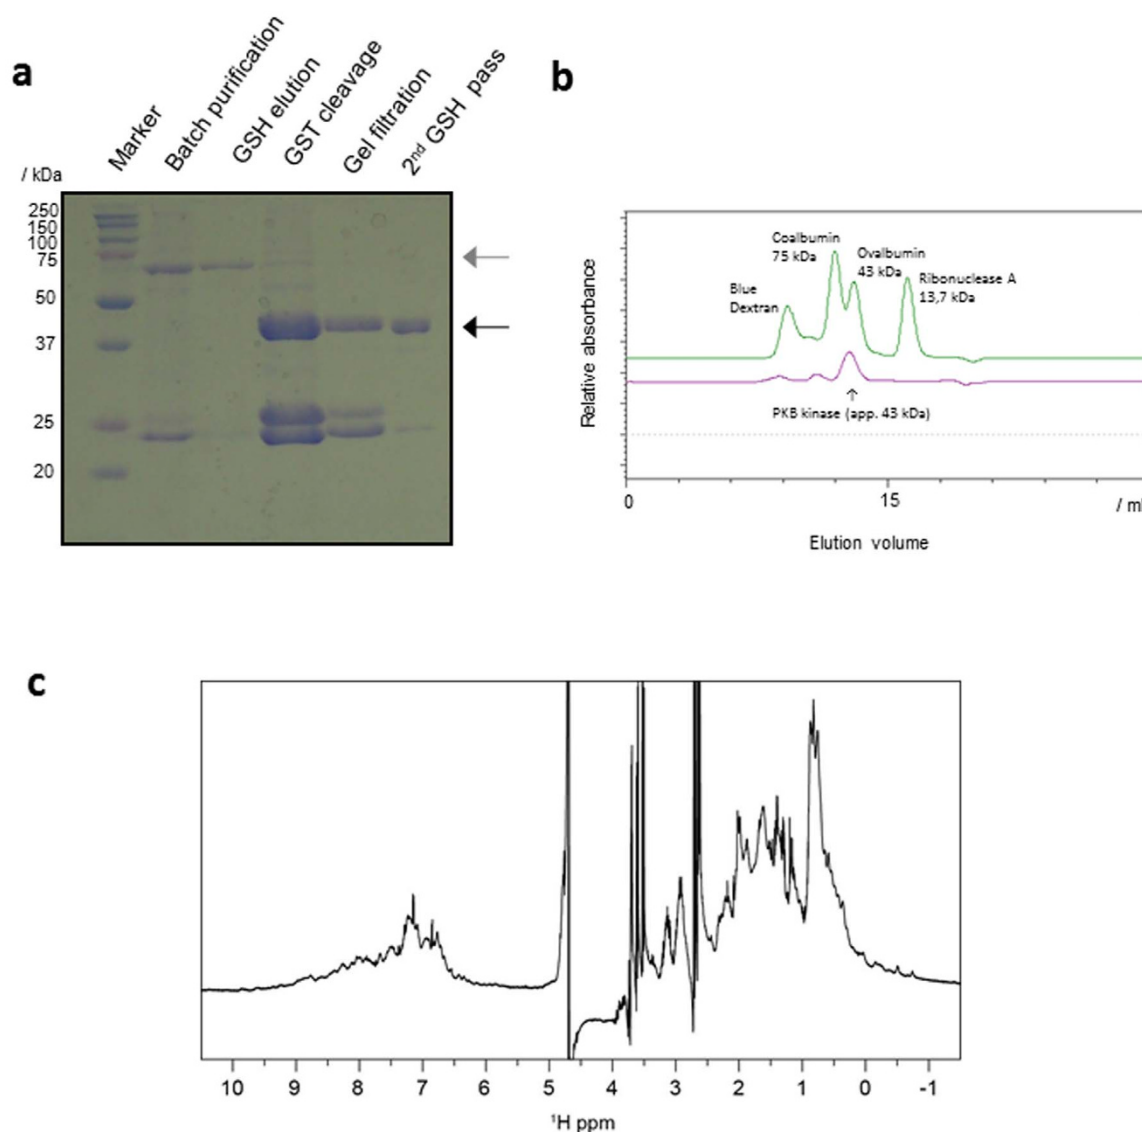 a
Marker
Batch purification
GSH elution
GST cleavage
Gel filtration
2nd GSH pass
/ kDa
250
150
100
75
50
37
25
20
b
Relative absorbance
Blue
Dextran
Coalbumin
75 kDa
Ovalbumin
43 kDa
Ribonuclease A
13,7 kDa
PKB kinase (app. 43 kDa)
0 15 / ml
Elution volume
c
10 9 8 7 6 5 4 3 2 1 0 -1
¹H ppm